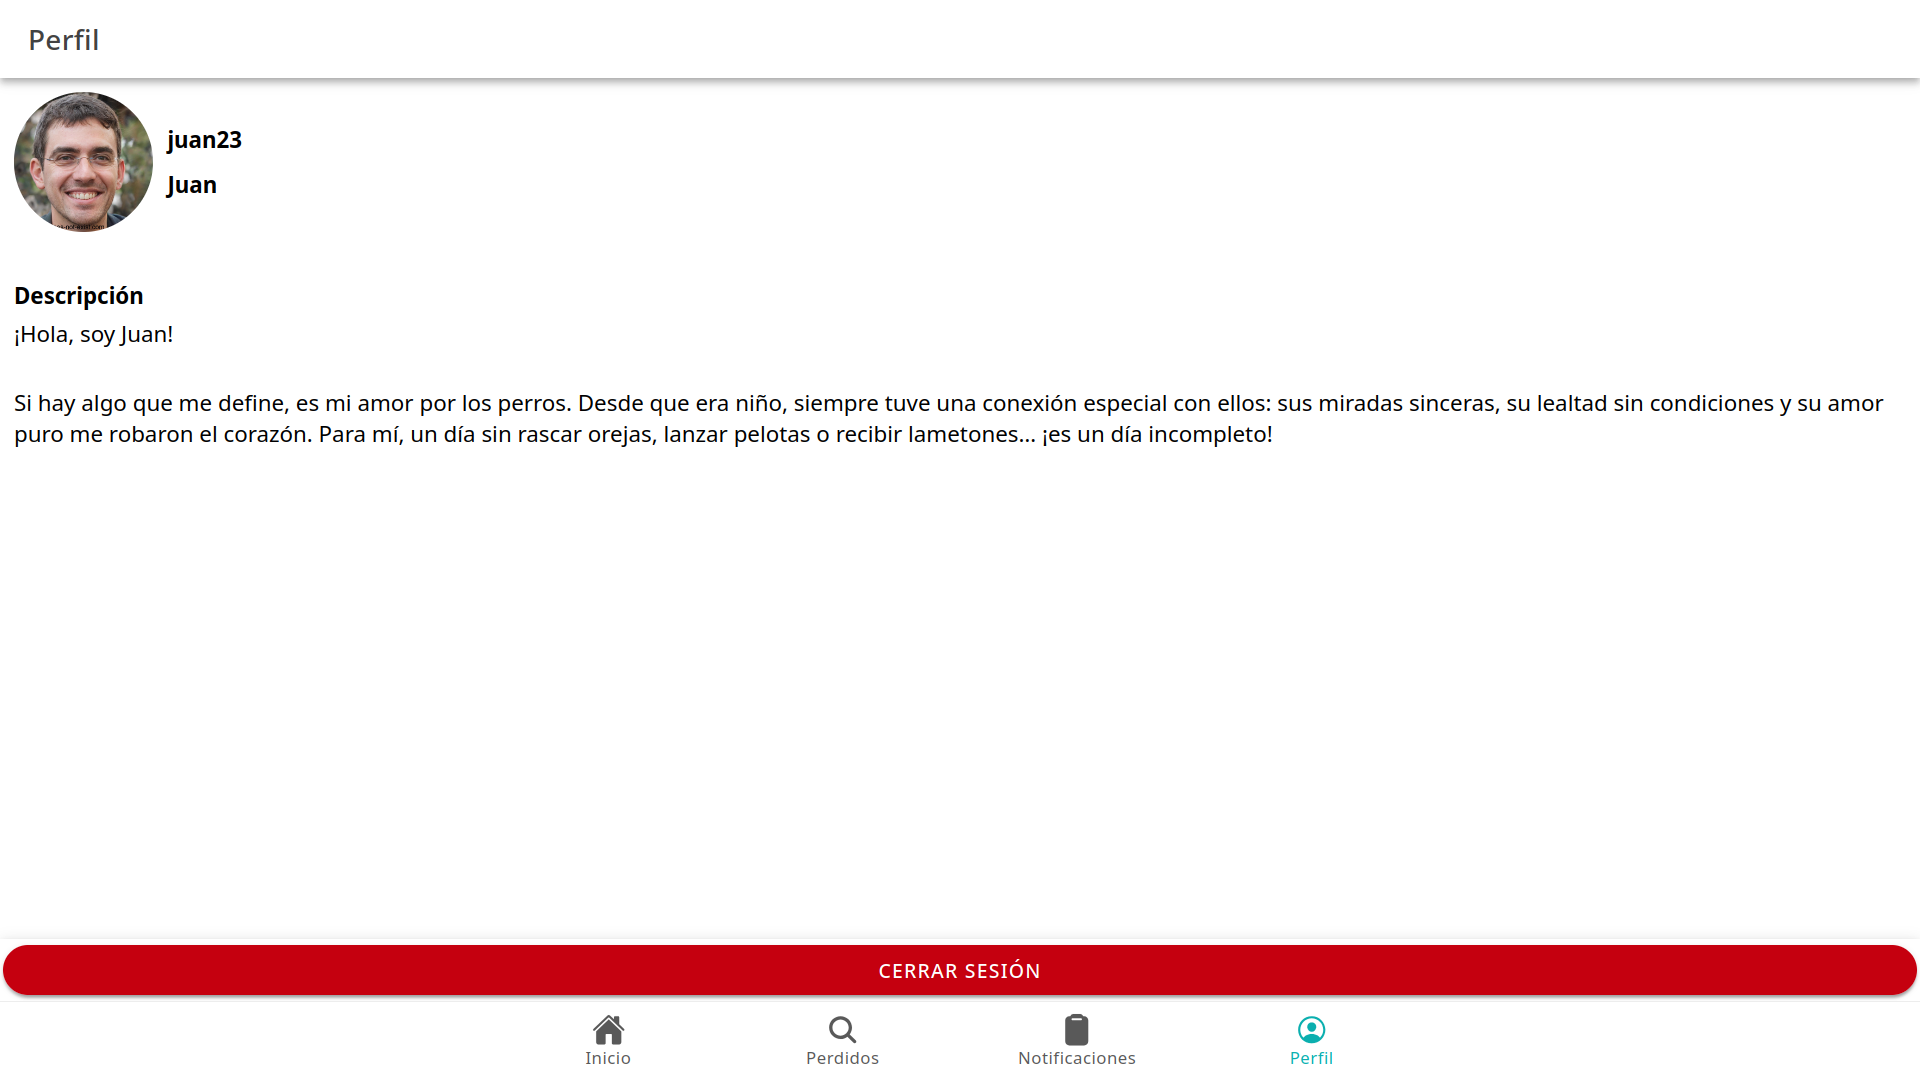 Perfil
juan23
Juan
Descripción
¡Hola, soy Juan!
Si hay algo que me define, es mi amor por los perros. Desde que era niño, siempre tuve una conexión especial con ellos: sus miradas sinceras, su lealtad sin condiciones y su amor
puro me robaron el corazón. Para mí, un día sin rascar orejas, lanzar pelotas o recibir lametones... ¡es un día incompleto!
CERRAR SESIÓN
Inicio
Perdidos
Notificaciones
Perfil